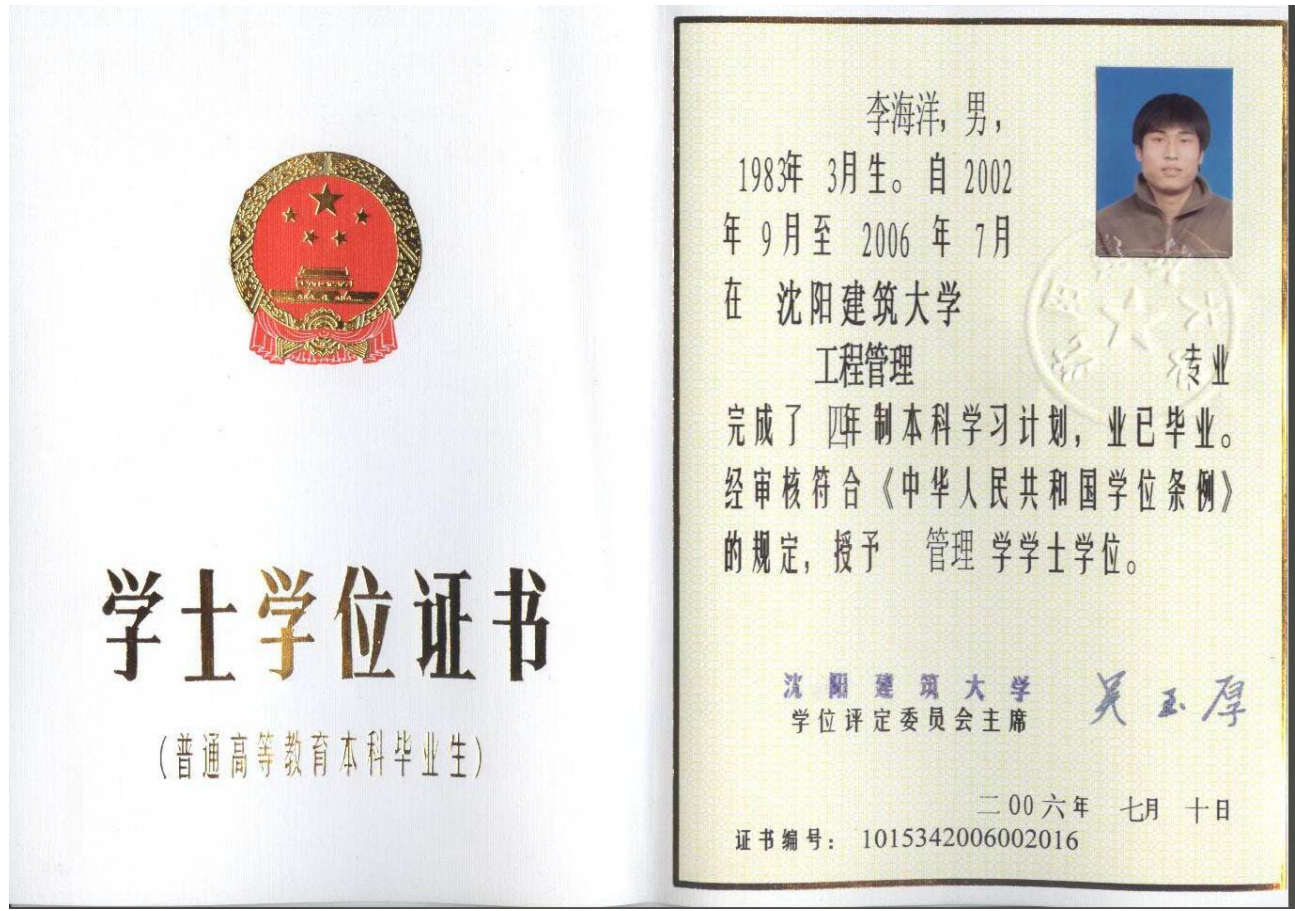 学士学位证书
(普通高等教育本科毕业生)
李海洋, 男,
1983年 3月生。自 2002
年 9月至 2006 年 7月
在 沈阳建筑大学
工程管理 专业
完成了 四年制本科学习计划, 业已毕业。
经审核符合《中华人民共和国学位条例》
的规定, 授予 管理 学学士学位。
沈阳建筑大学
学位评定委员会主席 吴玉厚
二00六年 七月 十日
证书编号: 1015342006002016